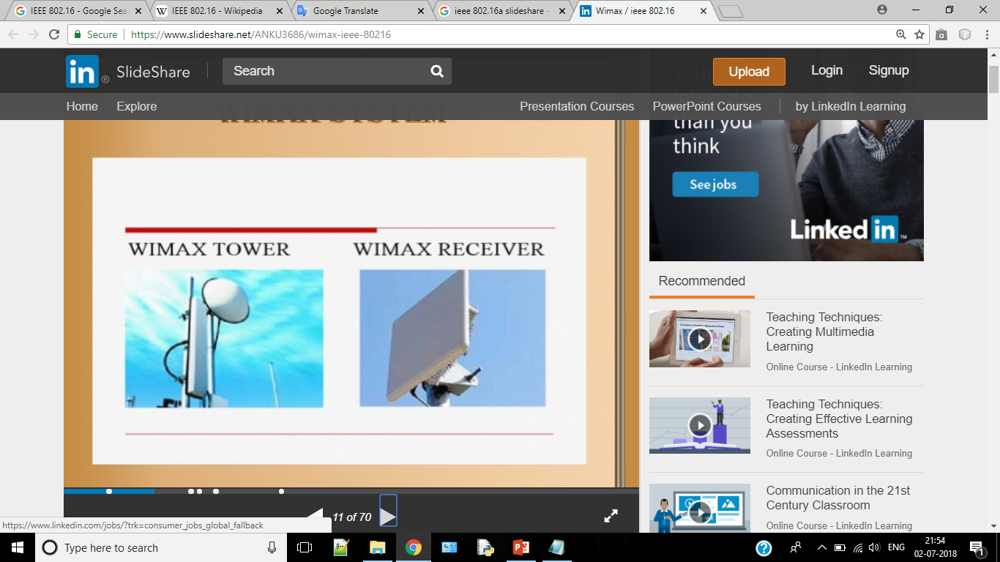 IEEE 802.16 - Google Sea
IEEE 802.16 - Wikipedia
Google Translate
ieee 802.16a slideshare -
Wimax / ieee 802.16
Secure
https://www.slideshare.net/ANKU3686/wimax-ieee-80216
in ® SlideShare
Search
Upload
Login
Signup
Home
Explore
Presentation Courses
PowerPoint Courses
by LinkedIn Learning
WIMAX SYSTEM
than you
think
See jobs
Linked in ™
WIMAX TOWER
WIMAX RECEIVER
Recommended
Teaching Techniques:
Creating Multimedia
Learning
Online Course - LinkedIn Learning
Teaching Techniques:
Creating Effective Learning
Assessments
Online Course - LinkedIn Learning
Communication in the 21st
Century Classroom
Online Course - LinkedIn Learning
11 of 70
https://www.linkedin.com/jobs/?trk=consumer_jobs_global_fallback
Type here to search
ENG
21:54
02-07-2018
1